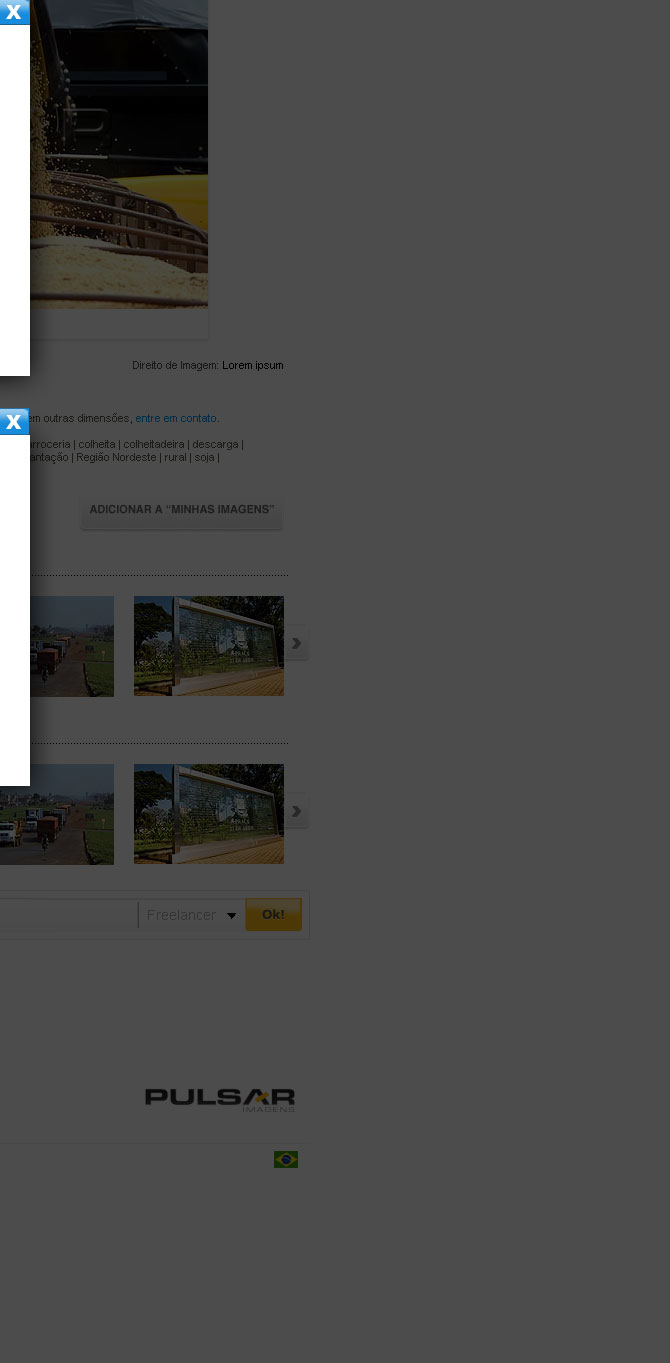 X
Direito de Imagem: Lorem ipsum
X
em outras dimensões, entre em contato.
arroceria | colheita | colheitadeira | descarga |
antação | Região Nordeste | rural | soja |
ADICIONAR A “MINHAS IMAGENS”
Freelancer
Ok!
PULSAR
IMAGENS